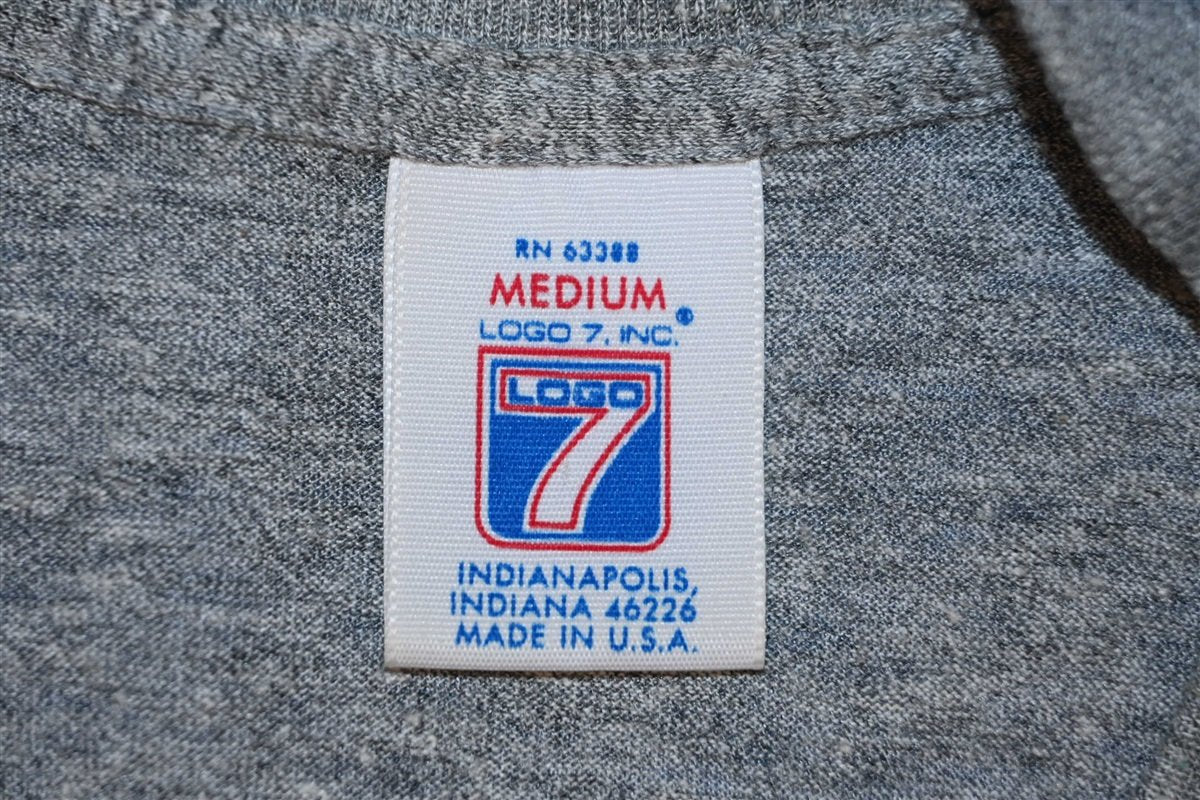 RN 63388
MEDIUM
LOGO 7, INC.®
LOGO
7
INDIANAPOLIS,
INDIANA 46226
MADE IN U.S.A.